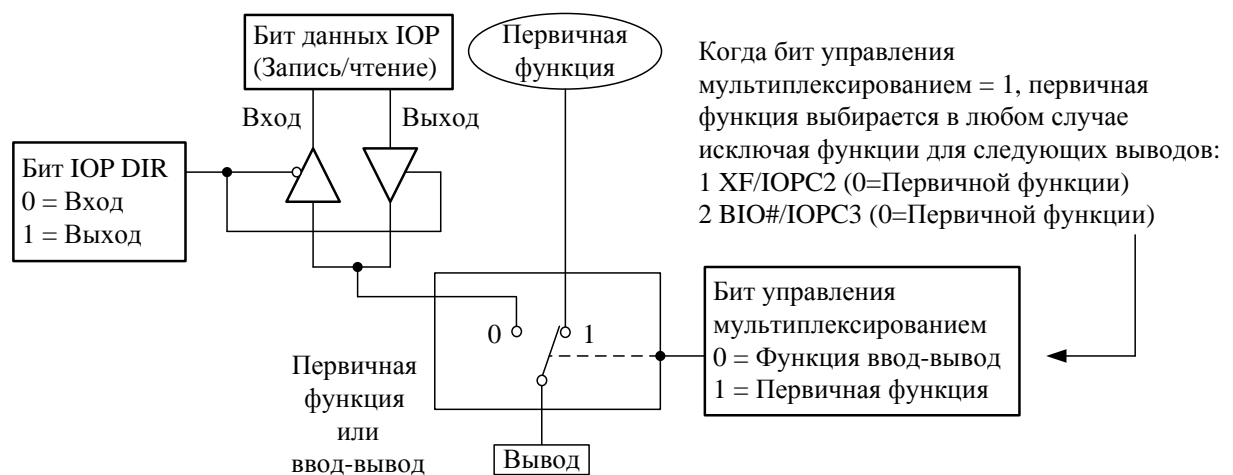 Бит данных IOP
(Запись/чтение)
Первичная
функция
Когда бит управления
мультиплексированием = 1, первичная
функция выбирается в любом случае
исключая функции для следующих выводов:
1 XF/IOPC2 (0=Первичной функции)
2 BIO#/IOPC3 (0=Первичной функции)
Вход
Выход
Бит IOP DIR
0 = Вход
1 = Выход
0
1
Бит управления
мультиплексированием
0 = Функция ввод-вывод
1 = Первичная функция
Первичная
функция
или
ввод-вывод
Вывод